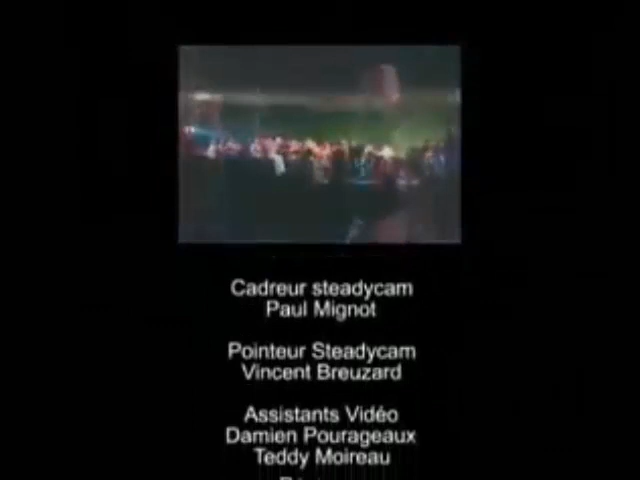 Cadreur steadycam
Paul Mignot
Pointeur Steadycam
Vincent Breuzard
Assistants Vidéo
Damien Pourageaux
Teddy Moireau